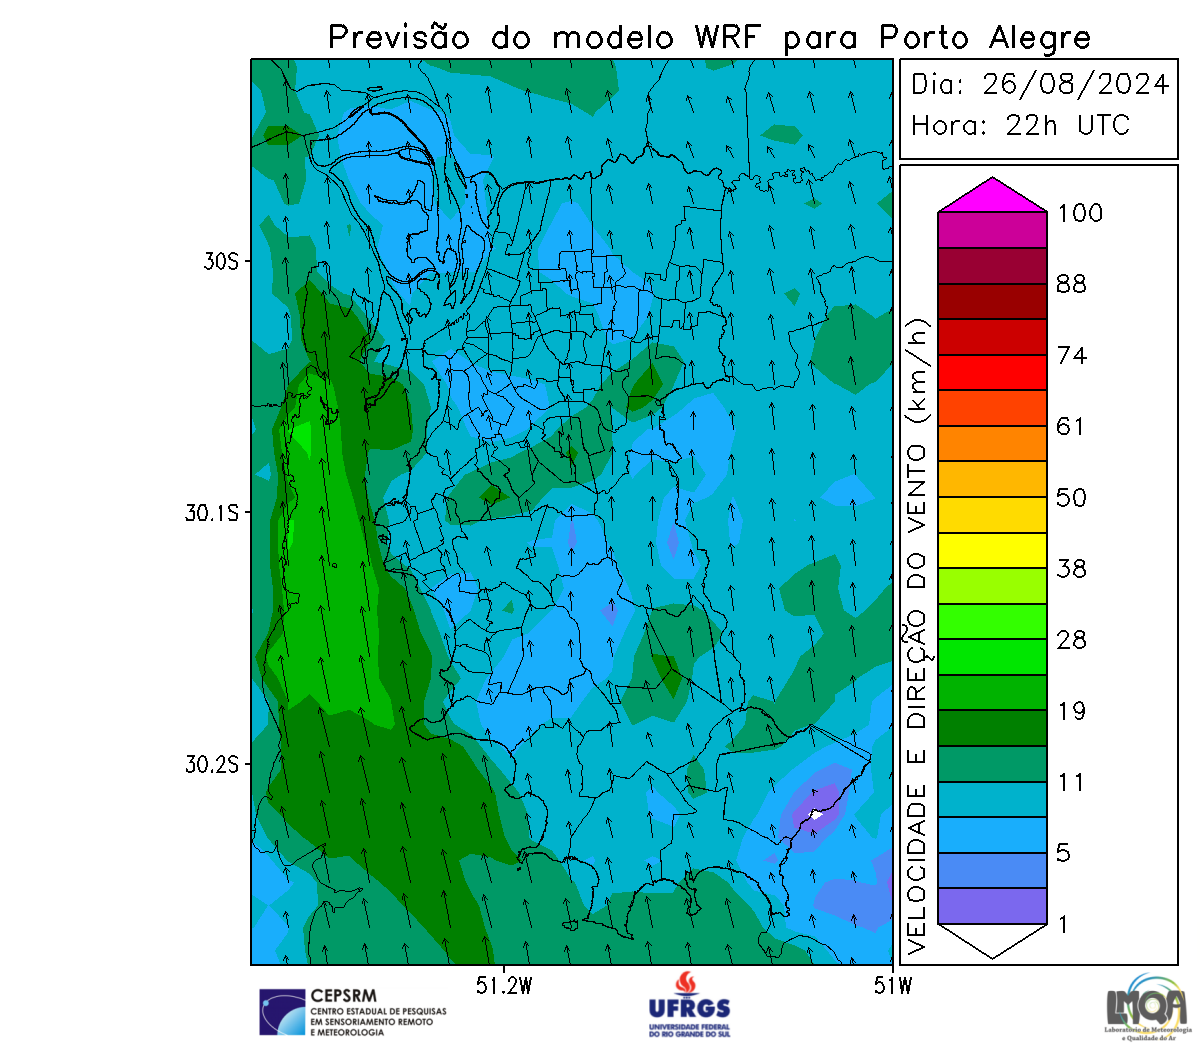 Previsão do modelo WRF para Porto Alegre
Dia: 26/08/2024
Hora: 22h UTC
30S
30.1S
30.2S
51.2W
51W
VELOCIDADE E DIREÇÃO DO VENTO (km/h)
100
88
74
61
50
38
28
19
11
5
1
CEPSRM
CENTRO ESTADUAL DE PESQUISAS
EM SENSORIAMENTO REMOTO
E METEOROLOGIA
UFRGS
UNIVERSIDADE FEDERAL
DO RIO GRANDE DO SUL
LMQA
Laboratório de Meteorologia
e Qualidade do Ar